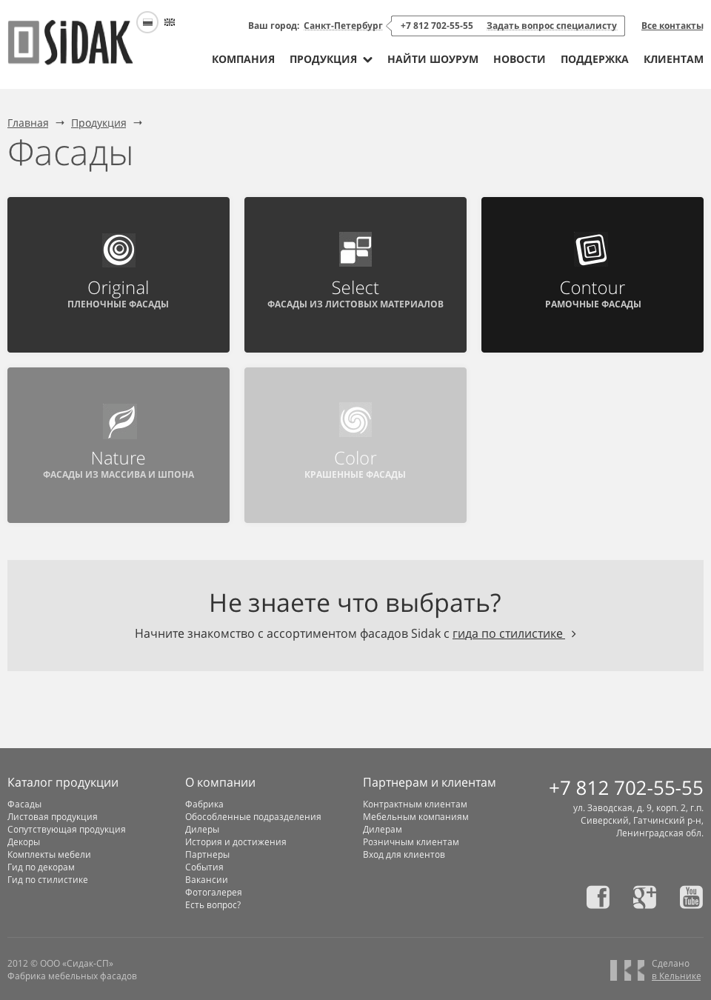 SiDAK
Ваш город: Санкт-Петербург
+7 812 702-55-55 Задать вопрос специалисту
Все контакты
КОМПАНИЯ ПРОДУКЦИЯ НАЙТИ ШОУРУМ НОВОСТИ ПОДДЕРЖКА КЛИЕНТАМ
Главная → Продукция →
Фасады
Original
ПЛЕНОЧНЫЕ ФАСАДЫ
Select
ФАСАДЫ ИЗ ЛИСТОВЫХ МАТЕРИАЛОВ
Contour
РАМОЧНЫЕ ФАСАДЫ
Nature
ФАСАДЫ ИЗ МАССИВА И ШПОНА
Color
КРАШЕННЫЕ ФАСАДЫ
Не знаете что выбрать?
Начните знакомство с ассортиментом фасадов Sidak с гида по стилистике
Каталог продукции
Фасады
Листовая продукция
Сопутствующая продукция
Декоры
Комплекты мебели
Гид по декорам
Гид по стилистике
О компании
Фабрика
Обособленные подразделения
Дилеры
История и достижения
Партнеры
События
Вакансии
Фотогалерея
Есть вопрос?
Партнерам и клиентам
Контрактным клиентам
Мебельным компаниям
Дилерам
Розничным клиентам
Вход для клиентов
+7 812 702-55-55
ул. Заводская, д. 9, корп. 2, г.п.
Сиверский, Гатчинский р-н,
Ленинградская обл.
You
Tube
2012 © ООО «Сидак-СП»
Фабрика мебельных фасадов
Сделано
в Кельнике